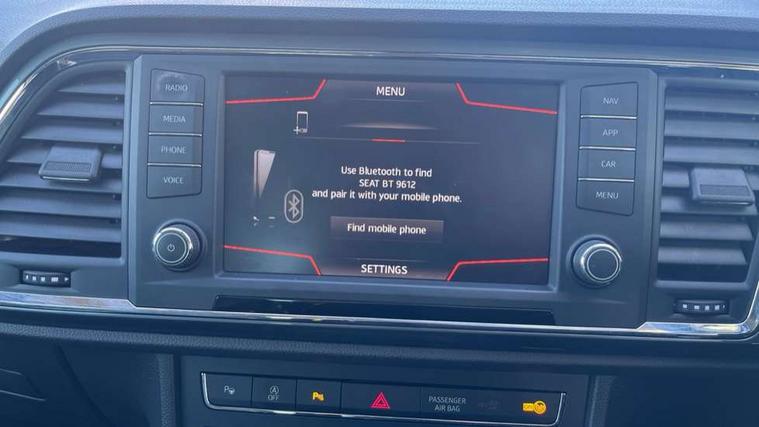 RADIO
MEDIA
PHONE
VOICE
MENU
Use Bluetooth to find
SEAT BT 9612
and pair it with your mobile phone.
Find mobile phone
SETTINGS
NAV
APP
CAR
MENU
P
A
OFF
PASSENGER
AIR BAG